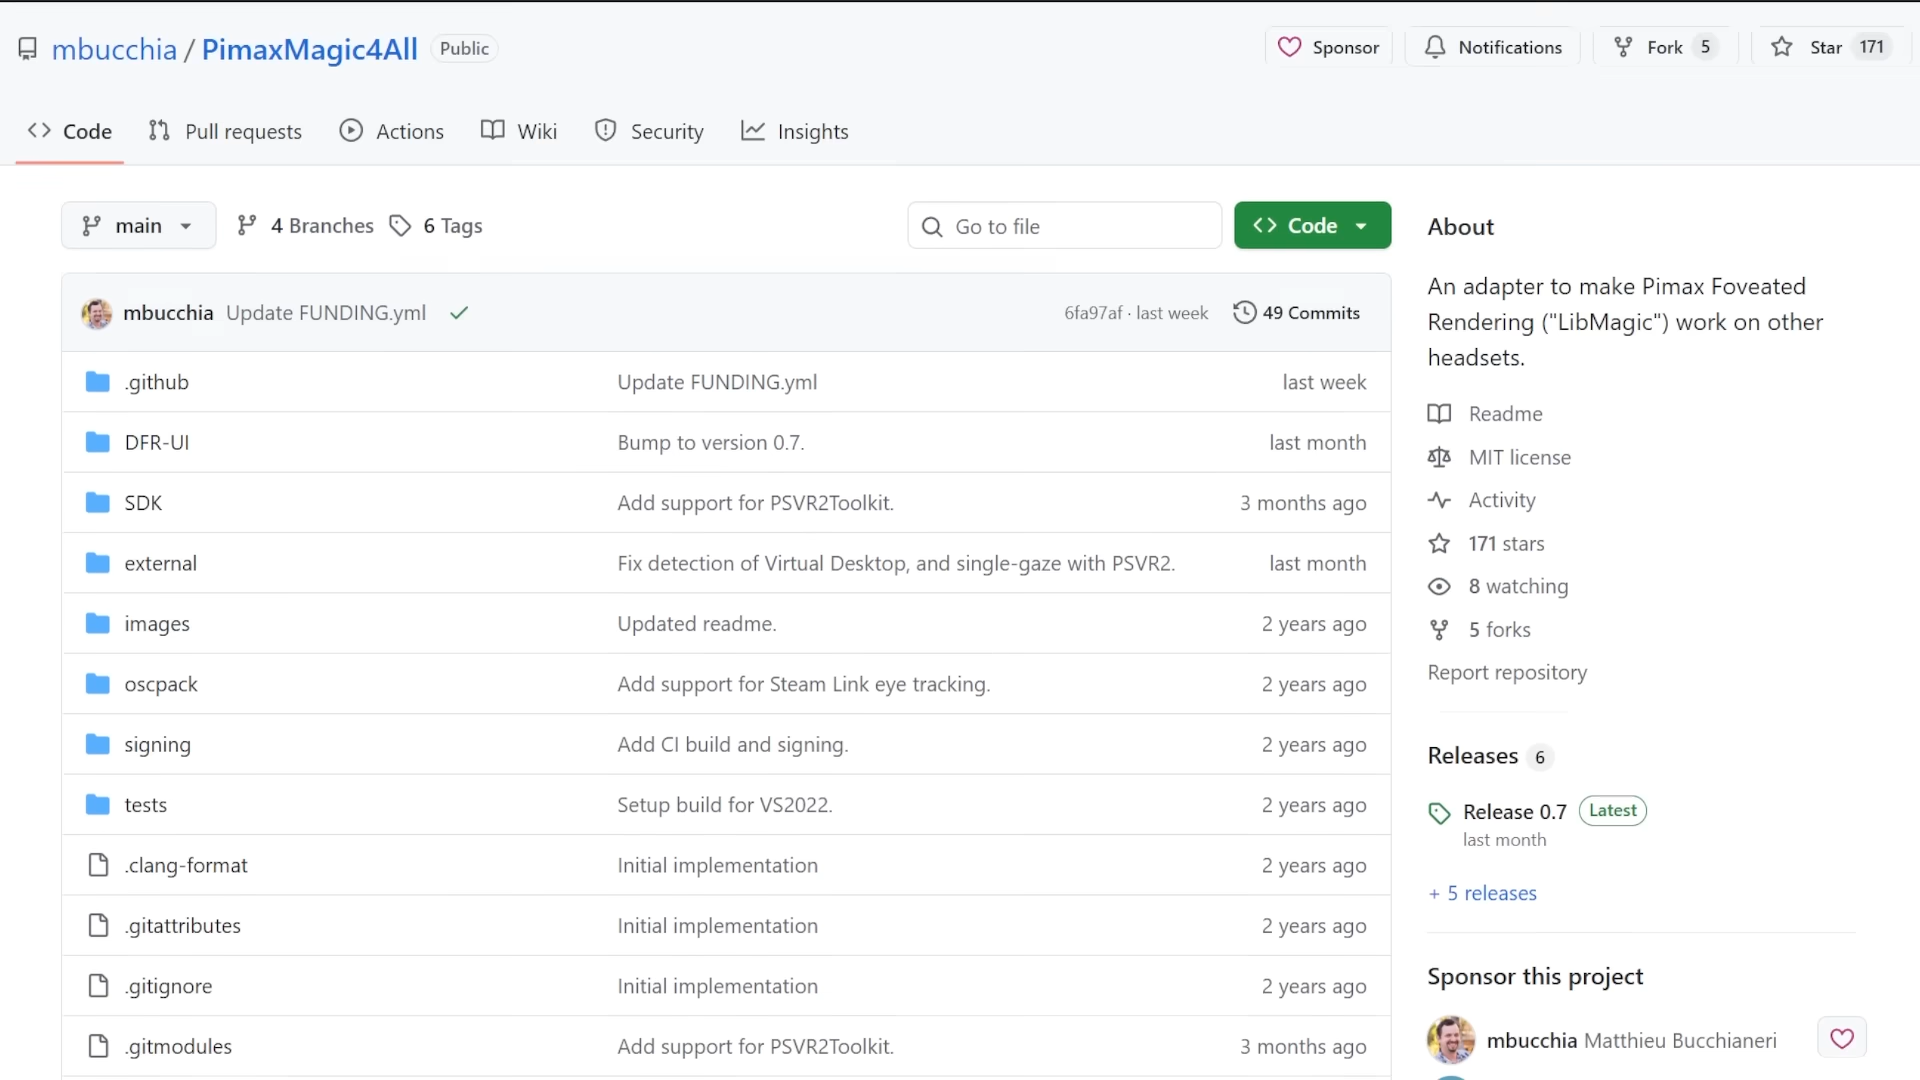 mbucchia / PimaxMagic4All Public
Sponsor Notifications Fork 5 Star 171
Code Pull requests Actions Wiki Security Insights
main 4 Branches 6 Tags Go to file Code
mbucchia Update FUNDING.yml 6fa97af · last week 49 Commits
.github Update FUNDING.yml last week
DFR-UI Bump to version 0.7. last month
SDK Add support for PSVR2Toolkit. 3 months ago
external Fix detection of Virtual Desktop, and single-gaze with PSVR2. last month
images Updated readme. 2 years ago
oscpack Add support for Steam Link eye tracking. 2 years ago
signing Add CI build and signing. 2 years ago
tests Setup build for VS2022. 2 years ago
.clang-format Initial implementation 2 years ago
.gitattributes Initial implementation 2 years ago
.gitignore Initial implementation 2 years ago
.gitmodules Add support for PSVR2Toolkit. 3 months ago
About
An adapter to make Pimax Foveated
Rendering ("LibMagic") work on other
headsets.
Readme
MIT license
Activity
171 stars
8 watching
5 forks
Report repository
Releases 6
Release 0.7 Latest
last month
+ 5 releases
Sponsor this project
mbucchia Matthieu Bucchianeri